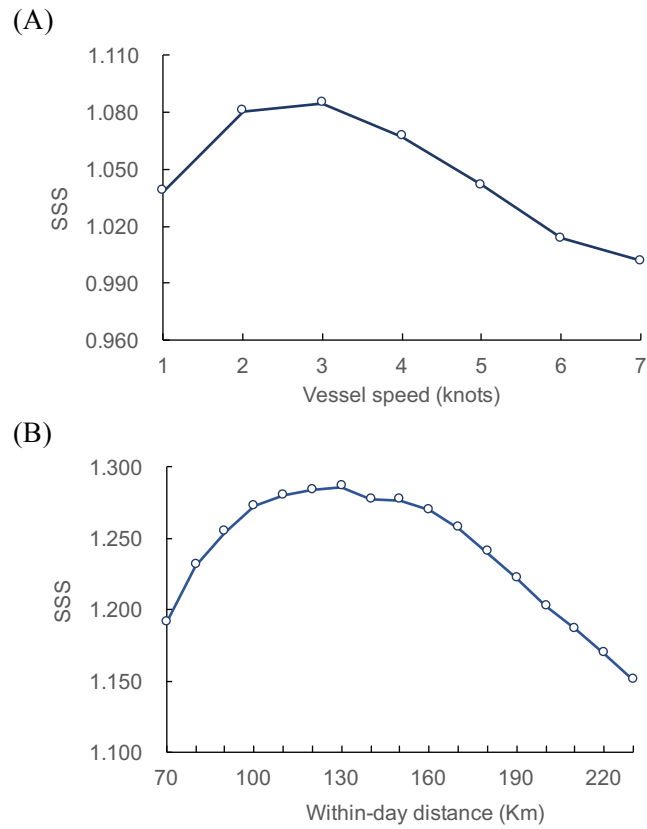 (A)
1.110
1.080
1.050
1.020
0.990
0.960
SSS
1 2 3 4 5 6 7
Vessel speed (knots)
(B)
1.300
1.250
1.200
1.150
1.100
SSS
70 100 130 160 190 220
Within-day distance (Km)